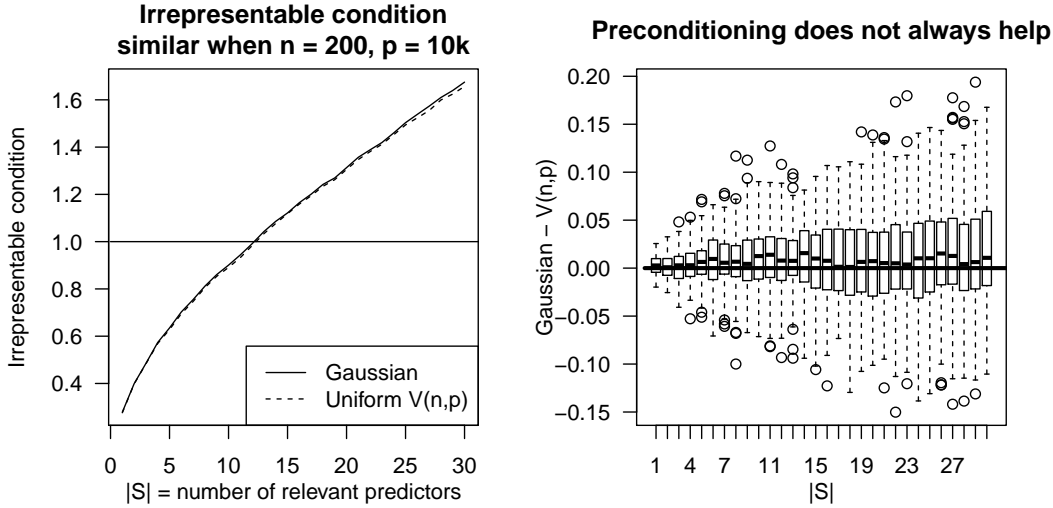 Irrepresentable condition
similar when n = 200, p = 10k
Irrepresentable condition
1.6
1.4
1.2
1.0
0.8
0.6
0.4
Gaussian
Uniform V(n,p)
0 5 10 15 20 25 30
|S| = number of relevant predictors
Preconditioning does not always help
Gaussian − V(n,p)
0.20
0.15
0.10
0.05
0.00
−0.05
−0.10
−0.15
1 4 7 11 15 19 23 27
|S|